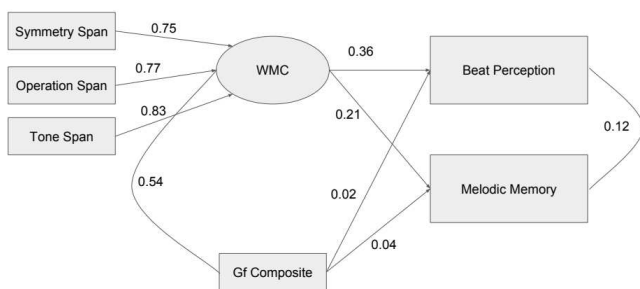 Symmetry Span
0.75
Operation Span
0.77
Tone Span
0.83
WMC
0.36
Beat Perception
0.21
0.12
0.54
0.02
Melodic Memory
0.04
Gf Composite